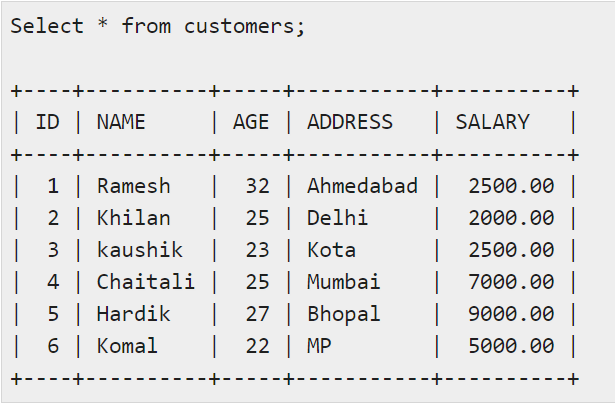 Select * from customers;
+----+----------+-----+-----------+----------+
| ID | NAME     | AGE | ADDRESS   | SALARY   |
+----+----------+-----+-----------+----------+
|  1 | Ramesh   |  32 | Ahmedabad |  2500.00 |
|  2 | Khilan   |  25 | Delhi     |  2000.00 |
|  3 | kaushik  |  23 | Kota      |  2500.00 |
|  4 | Chaitali |  25 | Mumbai    |  7000.00 |
|  5 | Hardik   |  27 | Bhopal    |  9000.00 |
|  6 | Komal    |  22 | MP        |  5000.00 |
+----+----------+-----+-----------+----------+